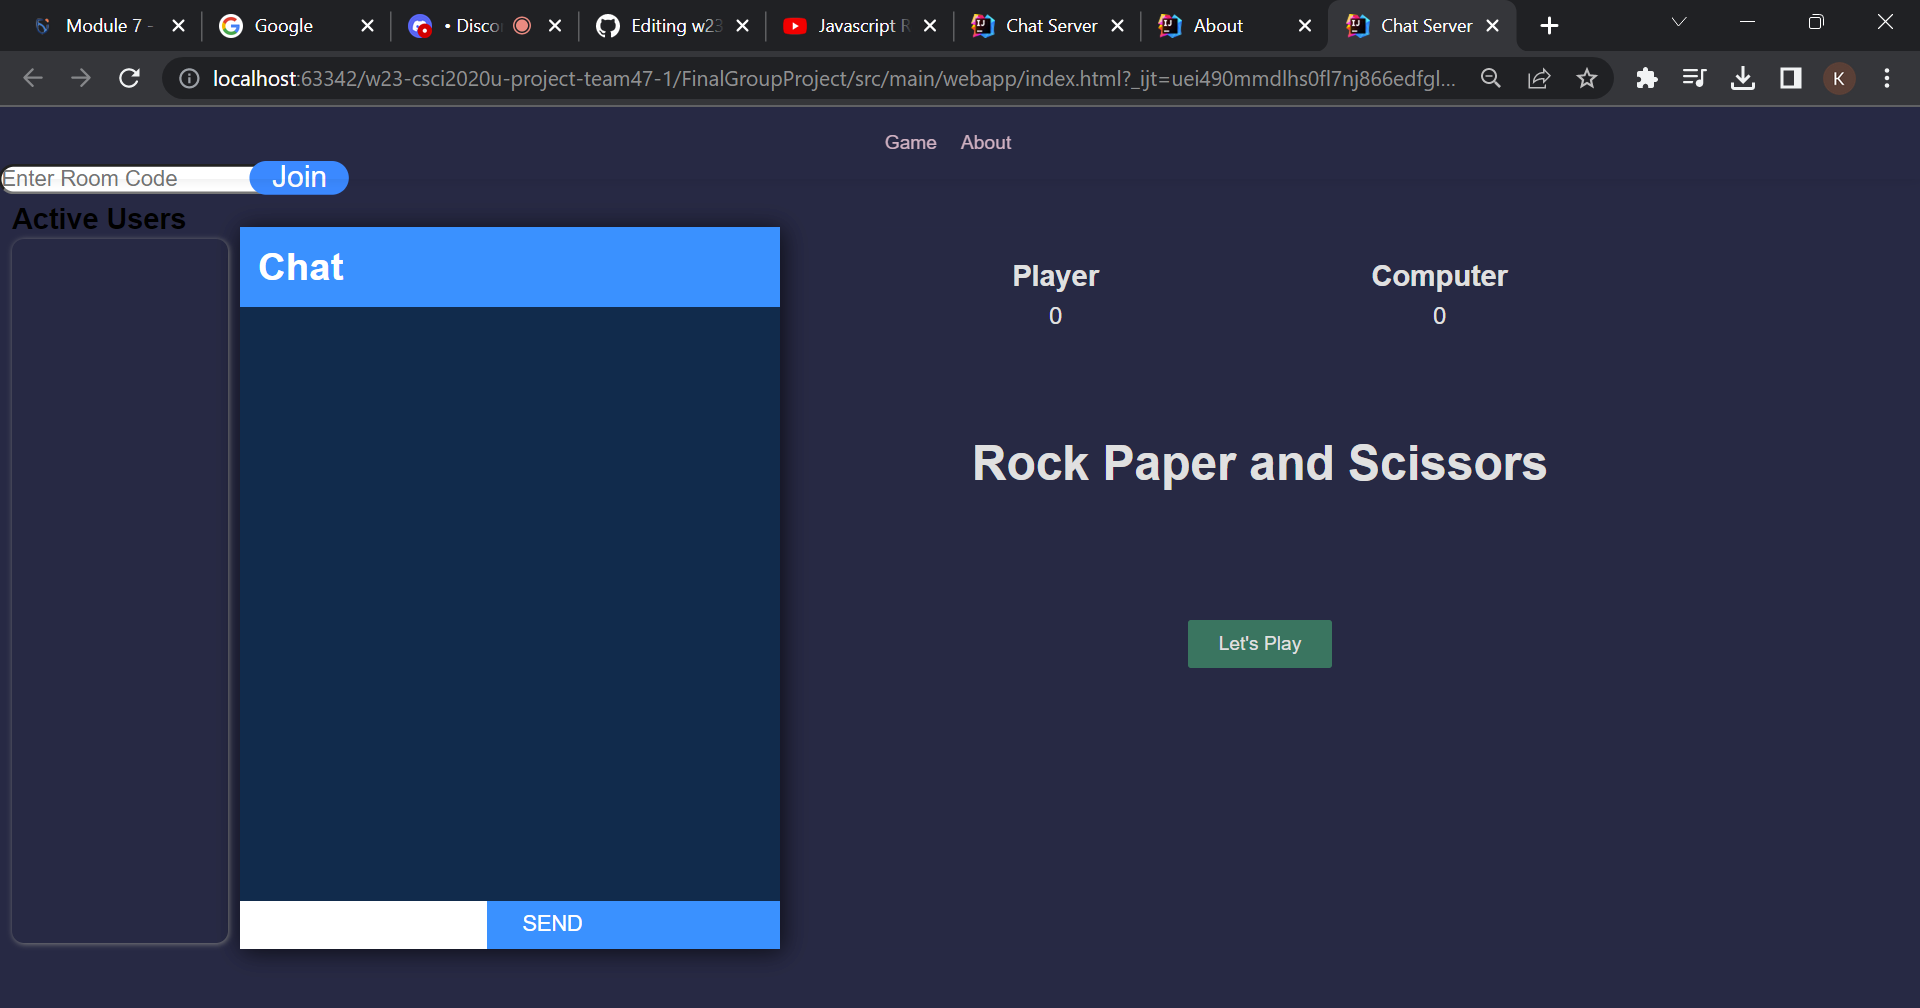 Module 7 -
Google
• Disco
Editing w23
Javascript R
Chat Server
About
Chat Server
localhost:63342/w23-csci2020u-project-team47-1/FinalGroupProject/src/main/webapp/index.html?_ijt=uei490mmdlhs0fl7nj866edfgl...
K
Game About
Enter Room Code
Join
Active Users
Chat
SEND
Player
0
Computer
0
Rock Paper and Scissors
Let's Play